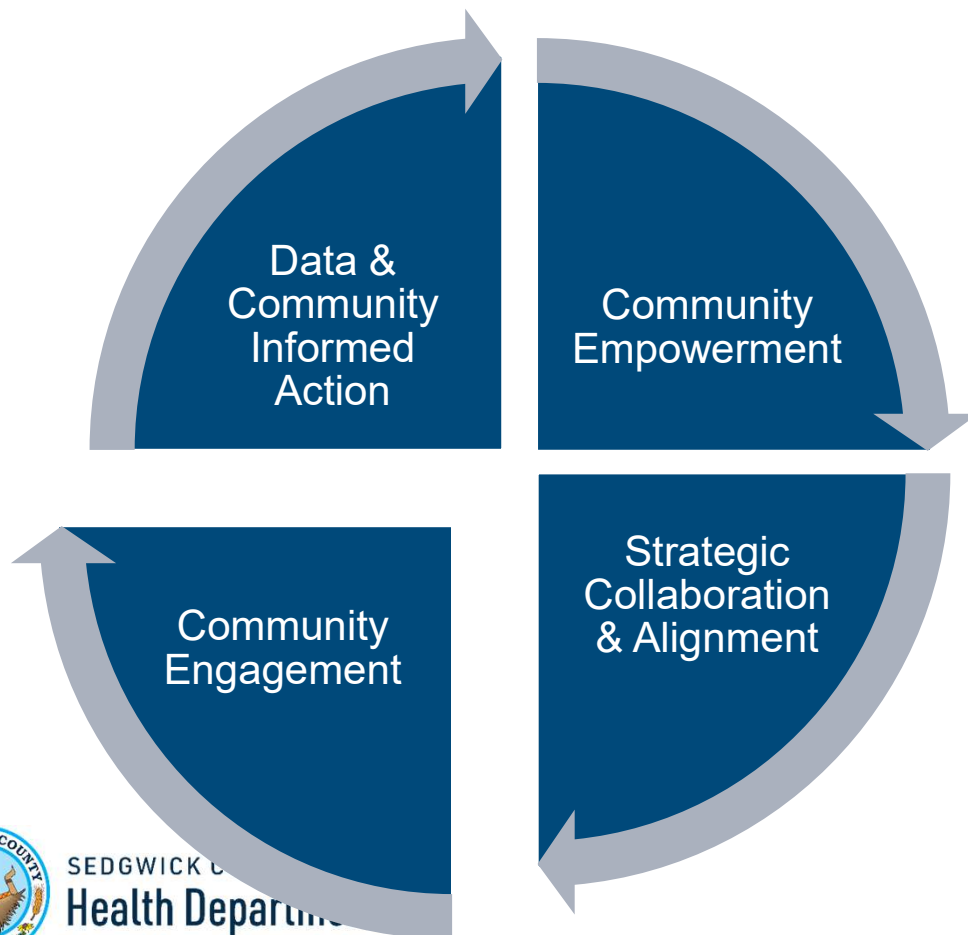 Data &
Community
Informed
Action
Community
Empowerment
Strategic
Collaboration
& Alignment
Community
Engagement
COUNTY
SEDGWICK
Health